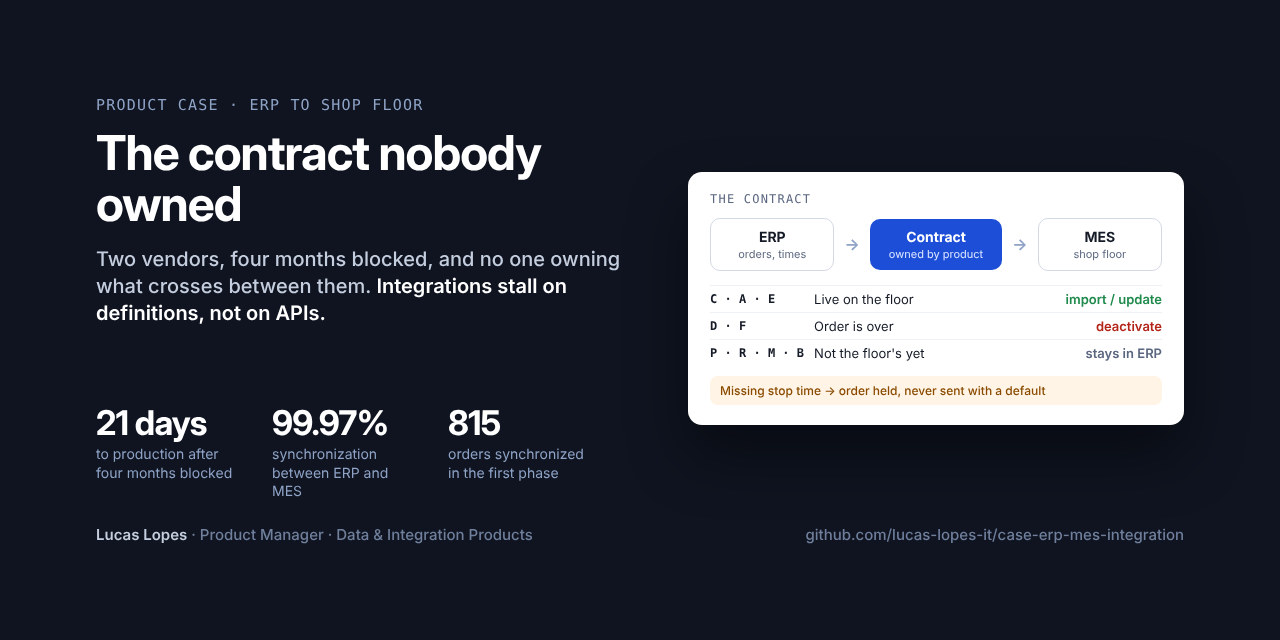 PRODUCT CASE · ERP TO SHOP FLOOR
The contract nobody
owned
Two vendors, four months blocked, and no one owning
what crosses between them. Integrations stall on
definitions, not on APIs.
21 days
to production after
four months blocked
99.97%
synchronization
between ERP and
MES
815
orders synchronized
in the first phase
THE CONTRACT
ERP
orders, times
→
Contract
owned by product
→
MES
shop floor
C · A · E Live on the floor import / update
D · F Order is over deactivate
P · R · M · B Not the floor's yet stays in ERP
Missing stop time → order held, never sent with a default
Lucas Lopes · Product Manager · Data & Integration Products
github.com/lucas-lopes-it/case-erp-mes-integration